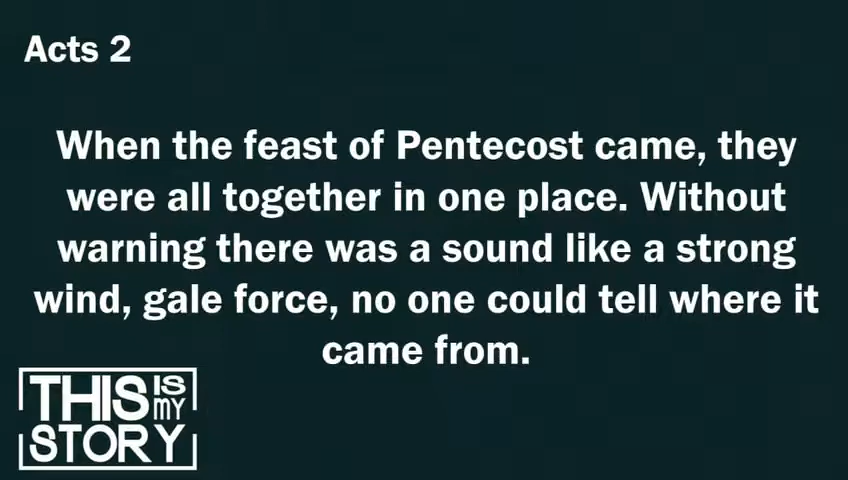 Acts 2
When the feast of Pentecost came, they
were all together in one place. Without
warning there was a sound like a strong
wind, gale force, no one could tell where it
came from.
THIS IS MY
STORY